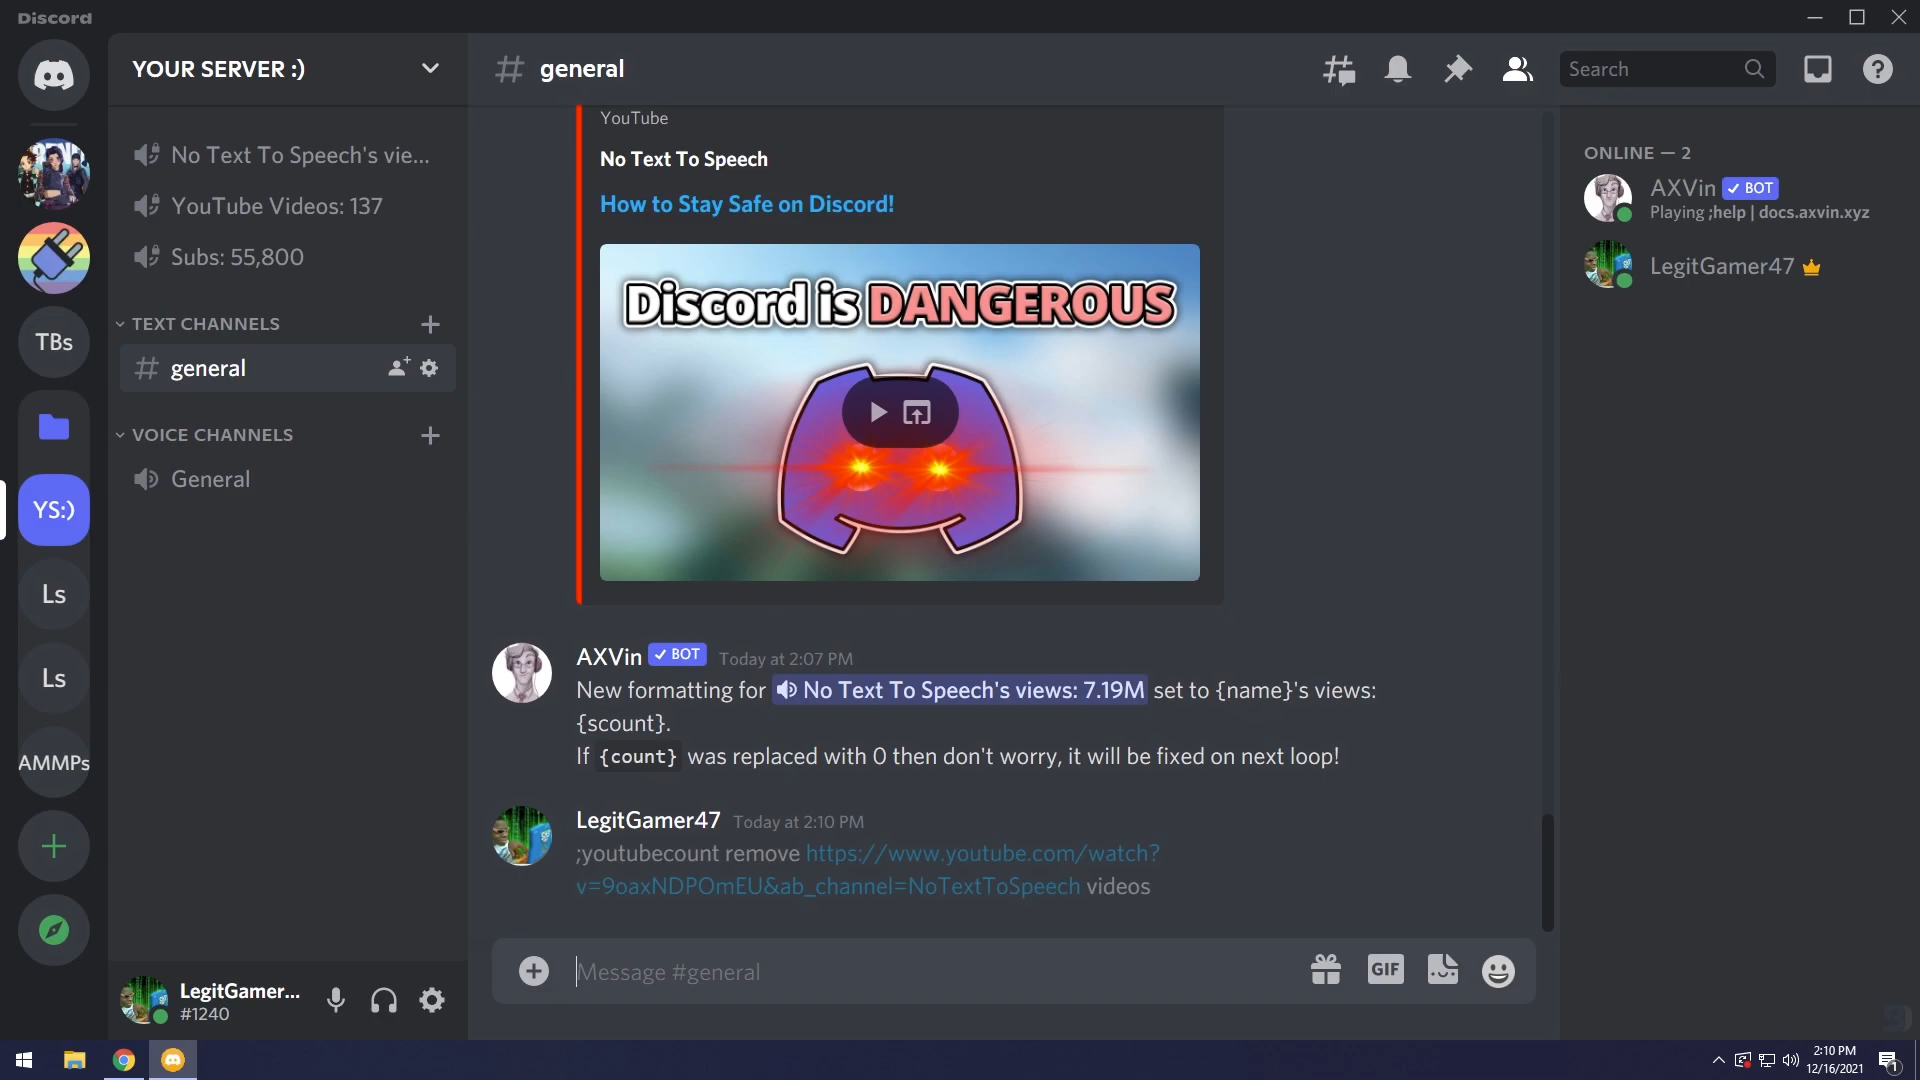 Discord
YOUR SERVER :)
general
Search
No Text To Speech's vie...
YouTube Videos: 137
Subs: 55,800
TEXT CHANNELS
general
VOICE CHANNELS
General
TBs
YS:)
Ls
Ls
AMMPs
LegitGamer...
#1240
YouTube
No Text To Speech
How to Stay Safe on Discord!
Discord is DANGEROUS
AXVin BOT Today at 2:07 PM
New formatting for No Text To Speech's views: 7.19M set to {name}'s views:
{scount}.
If {count} was replaced with 0 then don't worry, it will be fixed on next loop!
LegitGamer47 Today at 2:10 PM
;youtubecount remove https://www.youtube.com/watch?
v=9oaxNDPOmEU&ab_channel=NoTextToSpeech videos
Message #general
GIF
ONLINE — 2
AXVin BOT
Playing ;help | docs.axvin.xyz
LegitGamer47
2:10 PM
12/16/2021
1